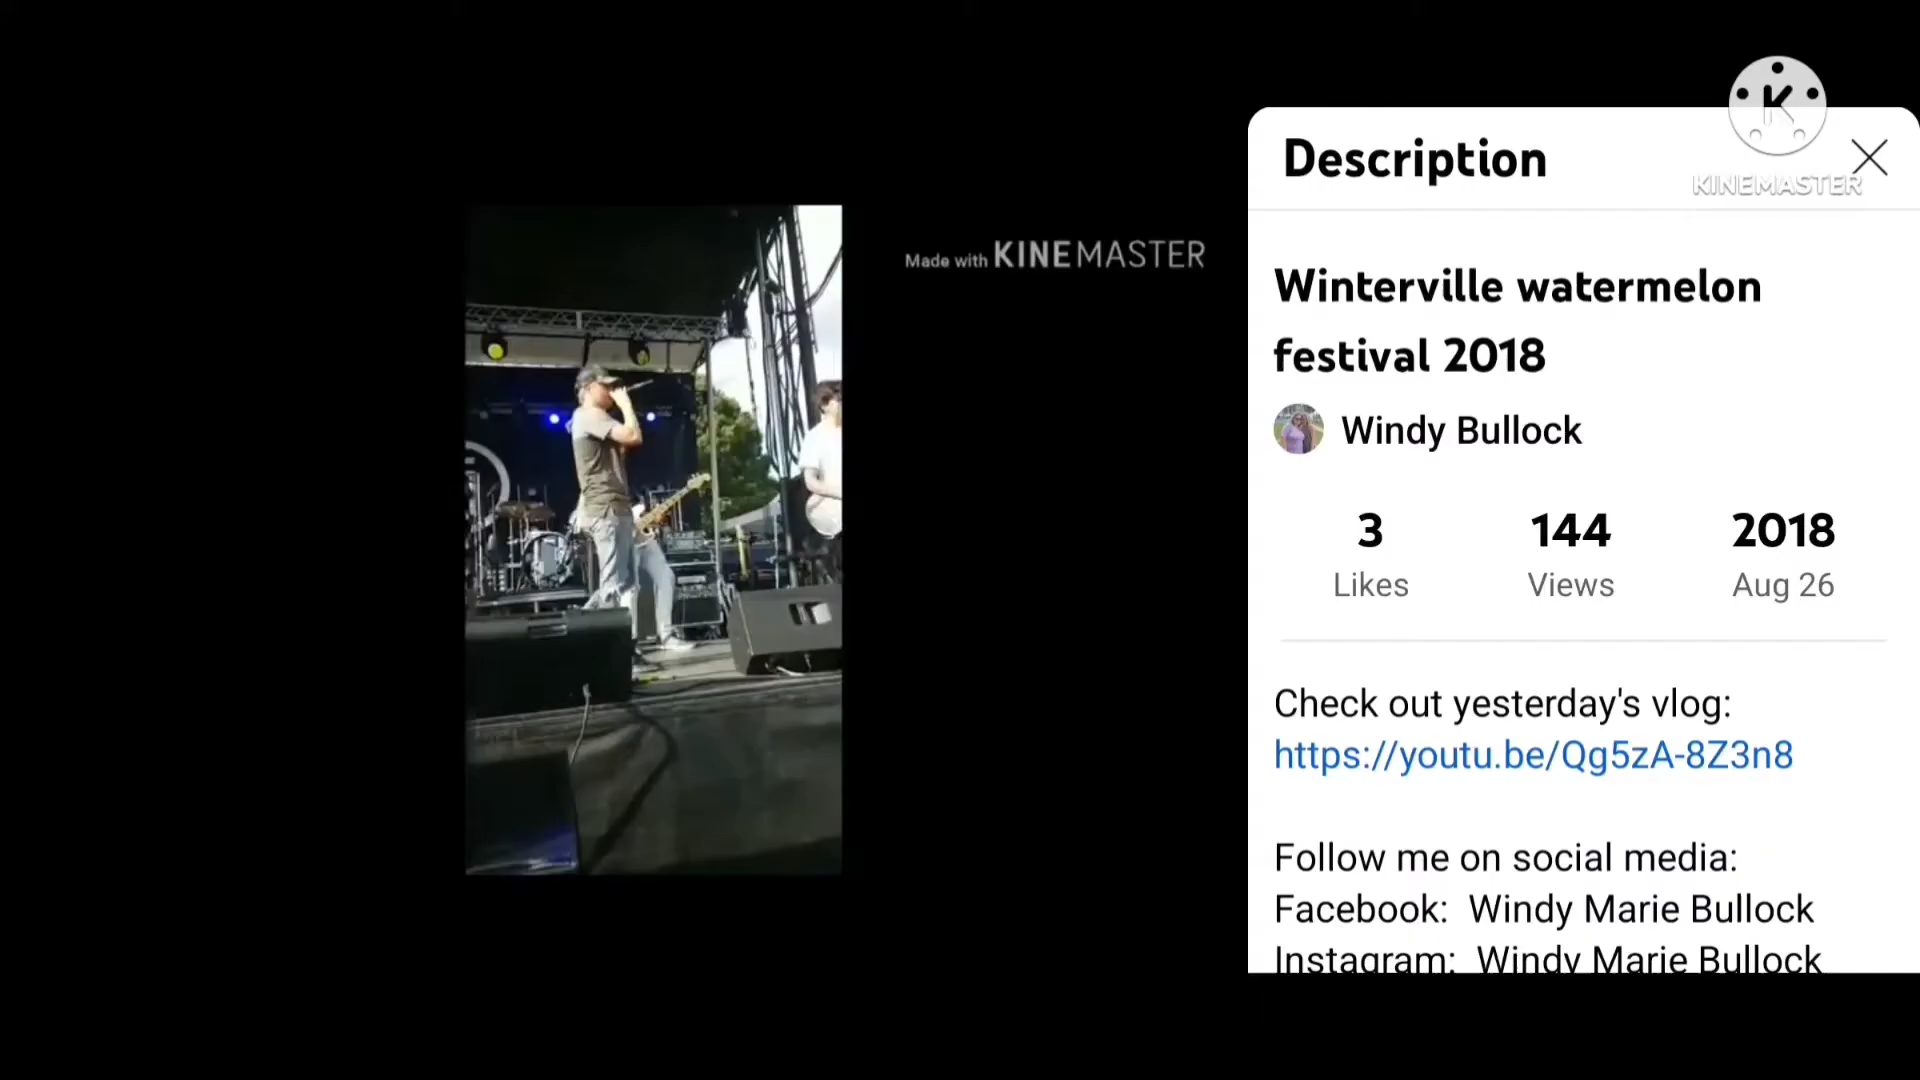 Made with KINEMASTER
K
KINEMASTER
Description
Winterville watermelon
festival 2018
Windy Bullock
3
Likes
144
Views
2018
Aug 26
Check out yesterday's vlog:
https://youtu.be/Qg5zA-8Z3n8
Follow me on social media:
Facebook: Windy Marie Bullock
Instagram: Windy Marie Bullock